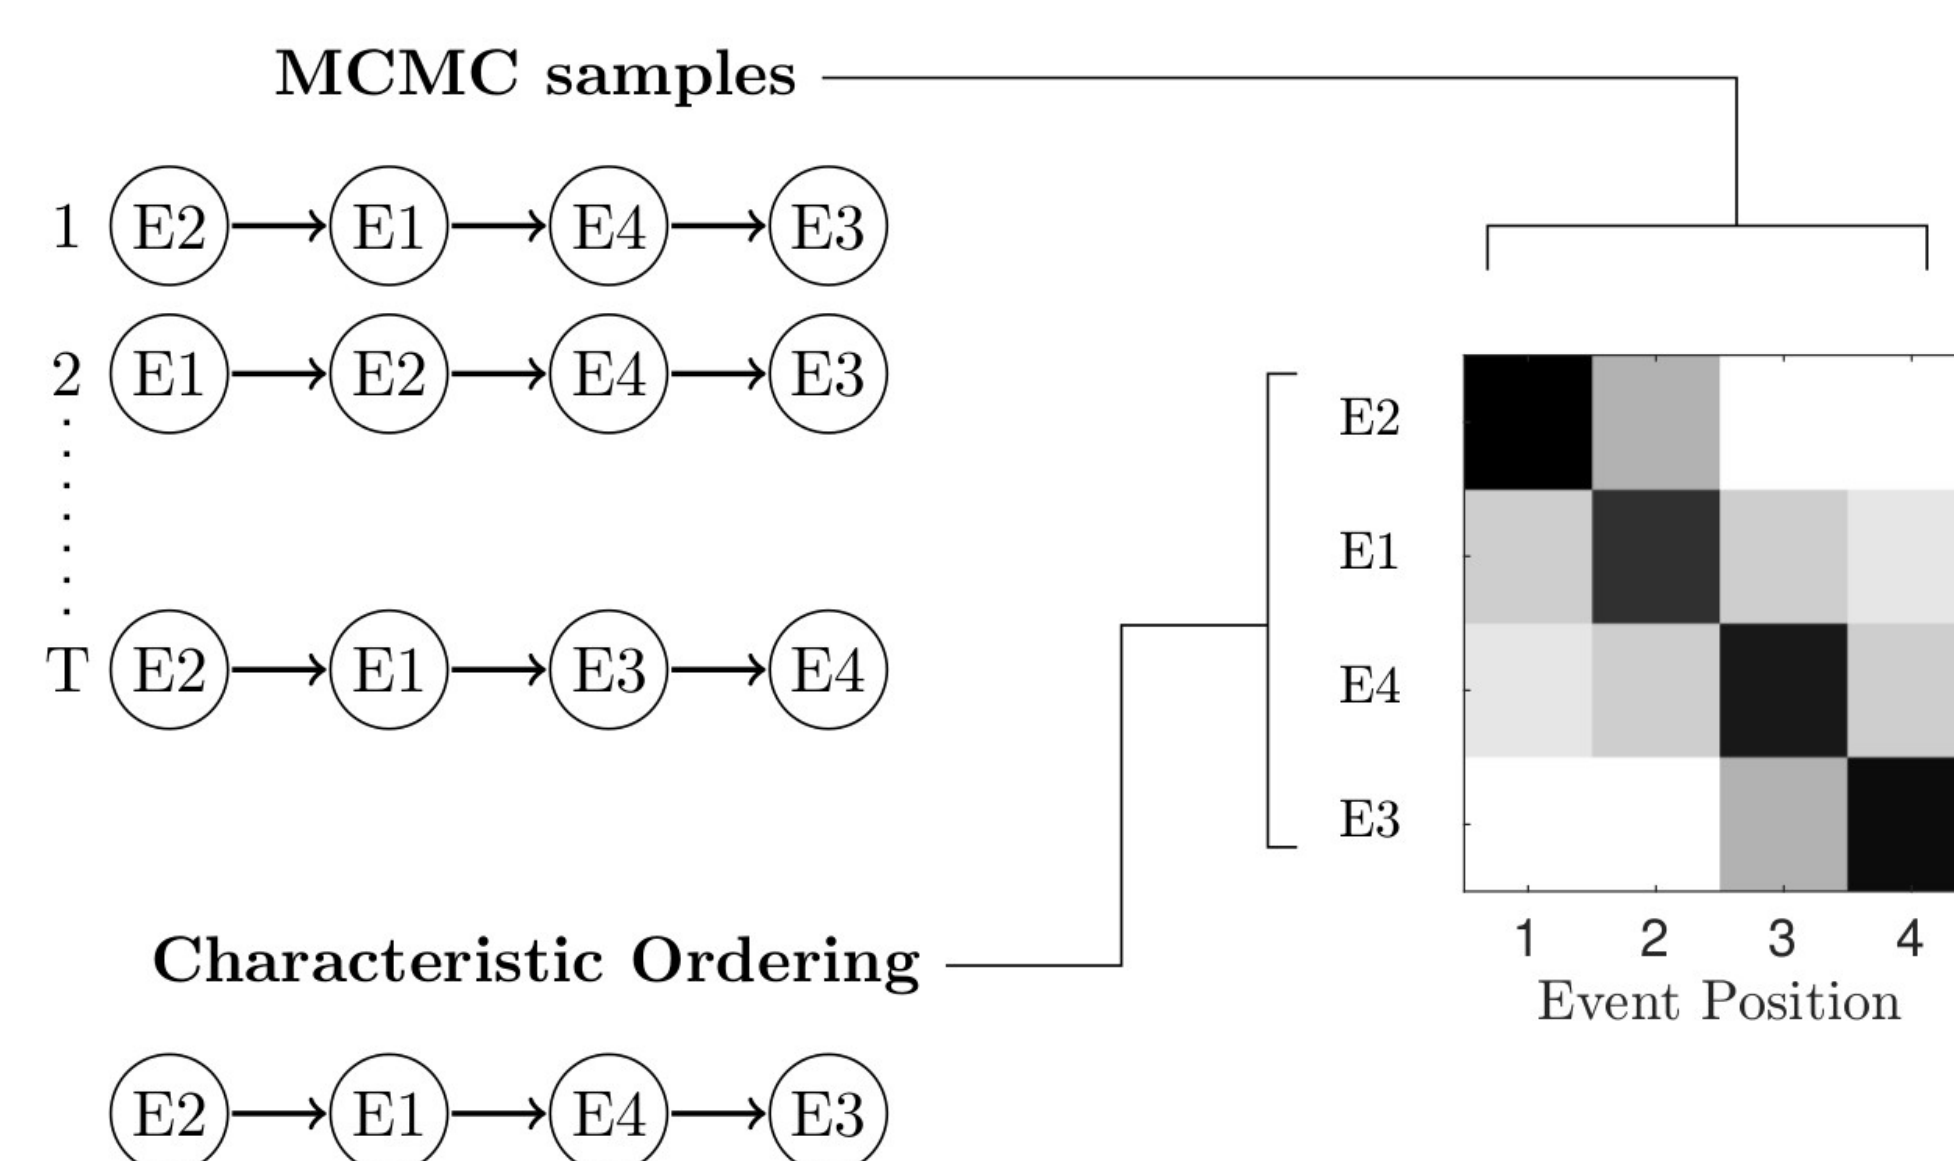 MCMC samples
1 E2 E1 E4 E3
2 E1 E2 E4 E3
T E2 E1 E3 E4
Characteristic Ordering
E2 E1 E4 E3
E2
E1
E4
E3
1 2 3 4
Event Position